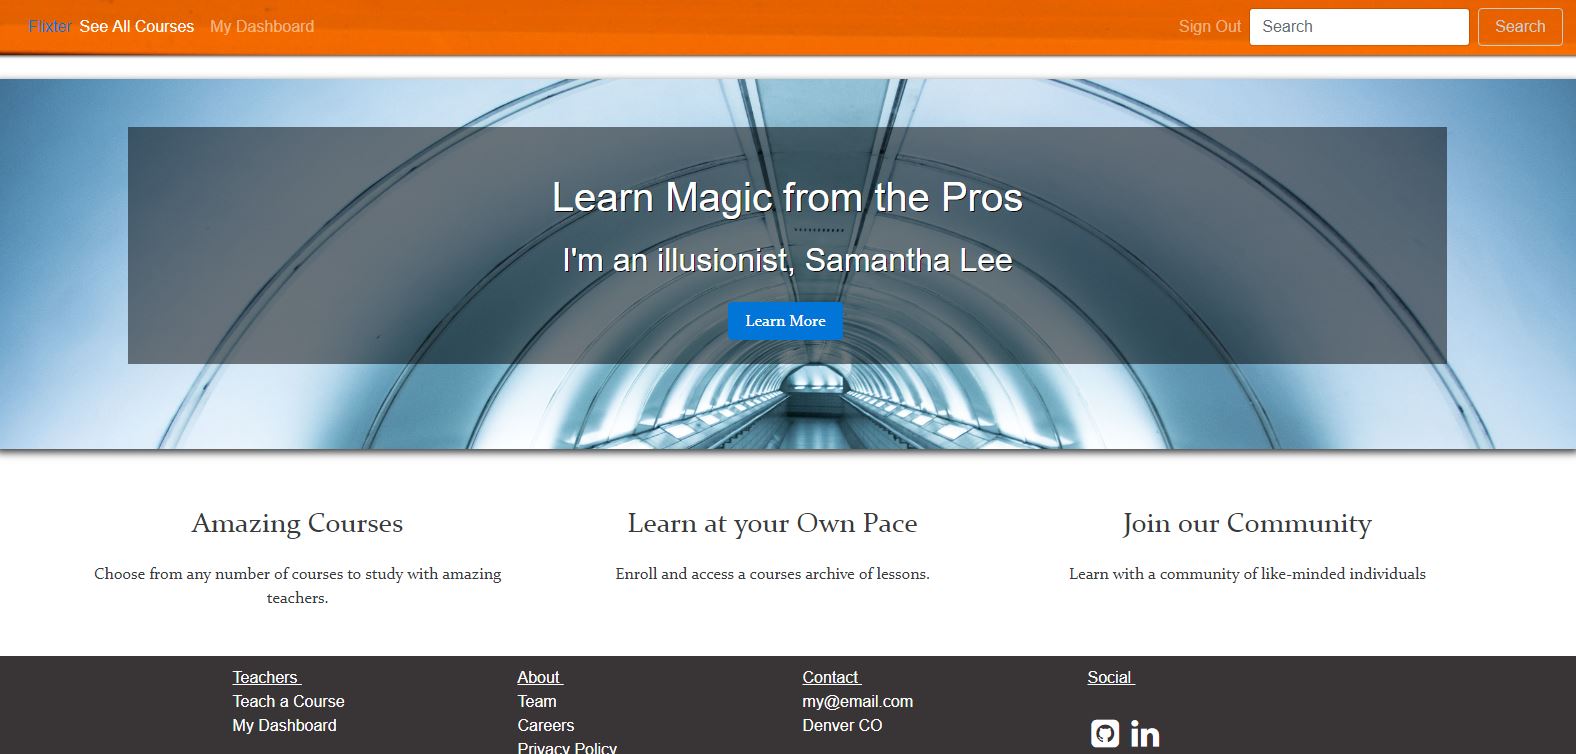 Flixter See All Courses My Dashboard Sign Out Search Search
Learn Magic from the Pros
I'm an illusionist, Samantha Lee
Learn More
Amazing Courses
Choose from any number of courses to study with amazing
teachers.
Learn at your Own Pace
Enroll and access a courses archive of lessons.
Join our Community
Learn with a community of like-minded individuals
Teachers
Teach a Course
My Dashboard
About
Team
Careers
Privacy Policy
Contact
my@email.com
Denver CO
Social
in